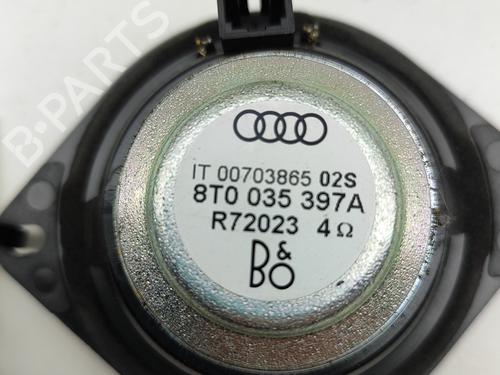 B-PARTS
IT 00703865 02S
8T0 035 397A
R72023 4 Ω
B&O